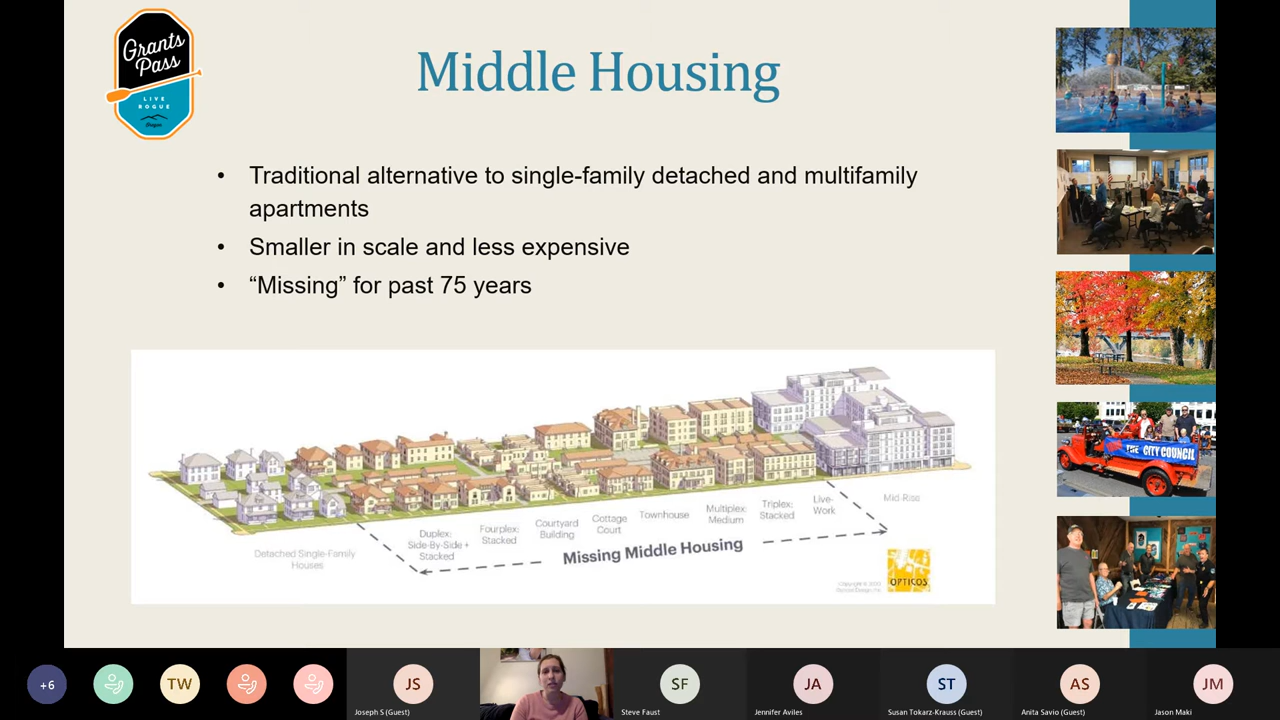 Grants
Pass
LIVE
ROGUE
Oregon
Middle Housing
• Traditional alternative to single-family detached and multifamily
apartments
• Smaller in scale and less expensive
• “Missing” for past 75 years
THE CITY COUNCIL
Detached Single-Family
Houses
Duplex:
Side-By-Side +
Stacked
Fourplex:
Stacked
Courtyard
Building
Cottage
Court
Townhouse
Multiplex:
Medium
Triplex:
Stacked
Live-
Work
Mid-Rise
Missing Middle Housing
OPTICOS
+6
TW
JS
Joseph S (Guest)
SF
Steve Faust
JA
Jennifer Aviles
ST
Susan Tokarz-Krauss (Guest)
AS
Anita Savio (Guest)
JM
Jason Maki